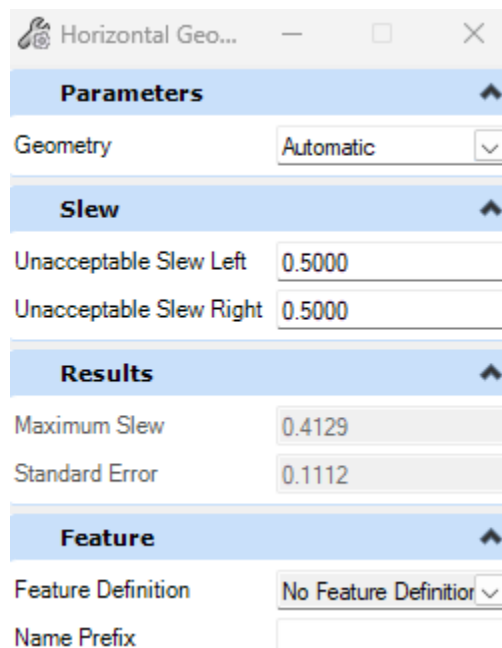 Horizontal Geo...
Parameters
Geometry Automatic
Slew
Unacceptable Slew Left 0.5000
Unacceptable Slew Right 0.5000
Results
Maximum Slew 0.4129
Standard Error 0.1112
Feature
Feature Definition No Feature Definition
Name Prefix